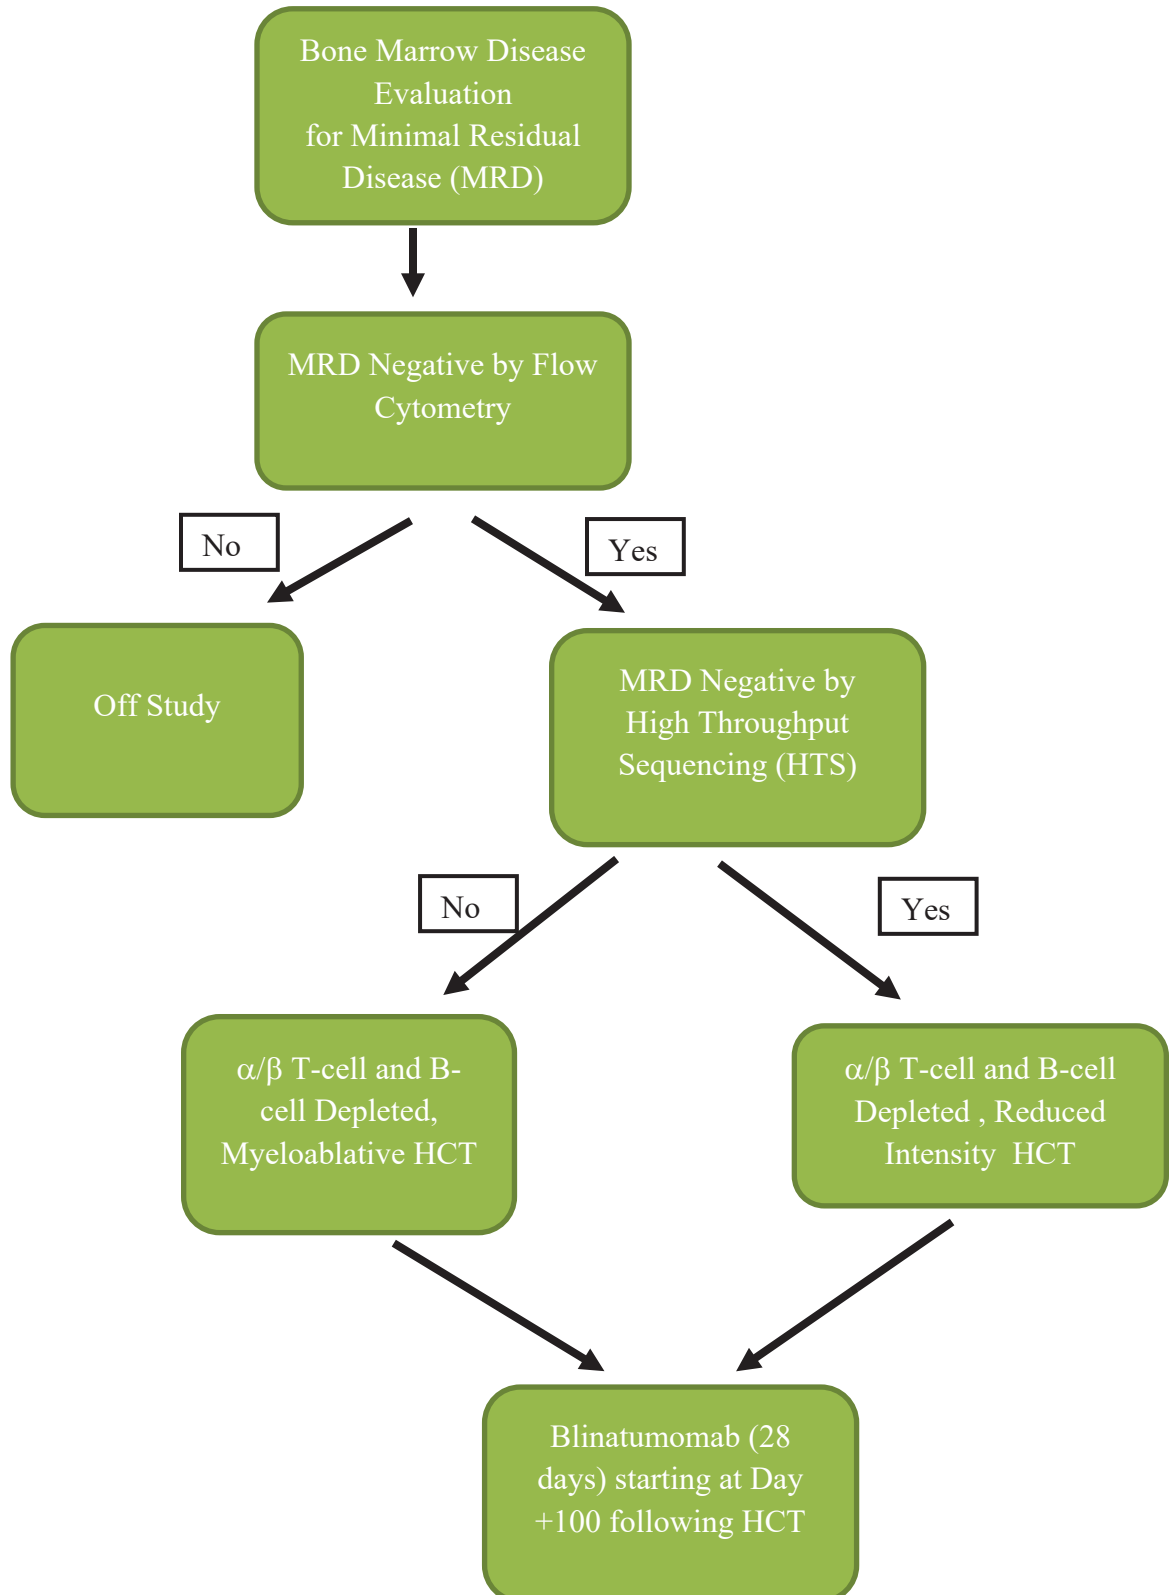 Bone Marrow Disease
Evaluation
for Minimal Residual
Disease (MRD)
MRD Negative by Flow
Cytometry
No
Yes
Off Study
MRD Negative by
High Throughput
Sequencing (HTS)
No
Yes
α/β T-cell and B-
cell Depleted,
Myeloablative HCT
α/β T-cell and B-cell
Depleted , Reduced
Intensity  HCT
Blinatumomab (28
days) starting at Day
+100 following HCT